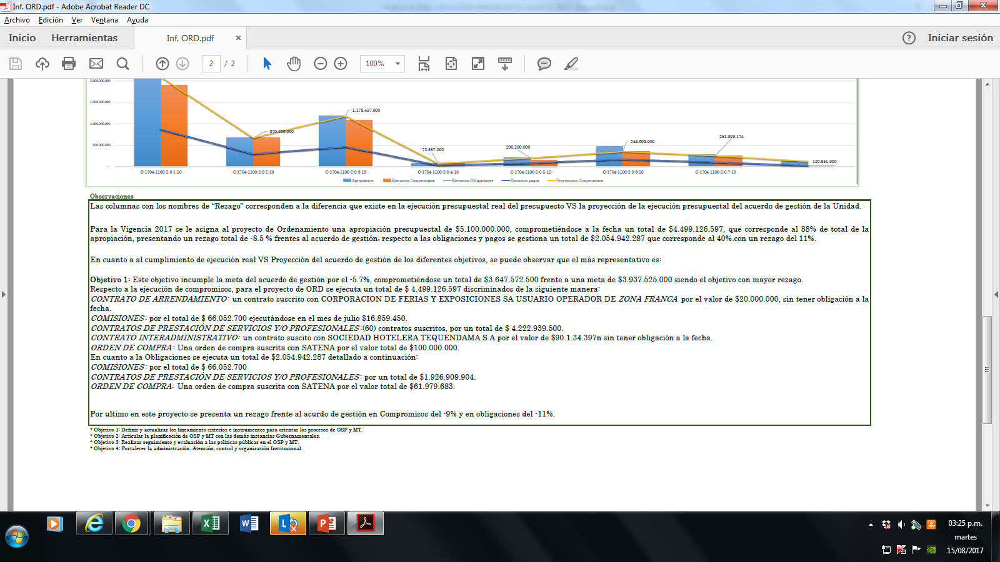 Inf. ORD.pdf - Adobe Acrobat Reader DC
Archivo Edición Ver Ventana Ayuda
Inicio Herramientas Inf. ORD.pdf × ? Iniciar sesión
2 / 2 100%
2.000.000.000
1.500.000.000
1.178.457.000
1.000.000.000
670.266.000
251.899.174
500.000.000
348.608.000
200.200.000
75.557.000
120.851.900
-
C-1704-1100-2-0-1-10 C-1704-1100-2-0-2-10 C-1704-1100-2-0-3-13 C-1704-1100-2-0-4-10 C-1704-1100-2-0-5-10 C-1704-1100-2-0-6-10 C-1704-1100-2-0-7-10
Apropiacion Ejecucion Compromisos Ejecucion Obligaciones Ejecucion pagos Proyeccion Compromisos
Observaciones
Las columnas con los nombres de “Rezago” corresponden a la diferencia que existe en la ejecución presupuestal real del presupuesto VS la proyección de la ejecución presupuestal del acuerdo de gestión de la Unidad.
Para la Vigencia 2017 se le asigna al proyecto de Ordenamiento una apropiación presupuestal de $5.100.000.000, comprometiéndose a la fecha un total de $4.499.126.597, que corresponde al 88% de total de la
apropiación, presentando un rezago total de -8.5 % frentes al acuerdo de gestión; respecto a las obligaciones y pagos se gestiona un total de $2.054.942.287 que corresponde al 40%.con un rezago del 11%.
En cuanto a al cumplimiento de ejecución real VS Proyección del acuerdo de gestión de los diferentes objetivos, se puede observar que el más representativo es:
Objetivo 1: Este objetivo incumple la meta del acuerdo de gestión por el -5.7%, comprometiéndose un total de $3.647.572.500 frente a una meta de $3.937.525.000 siendo el objetivo con mayor rezago.
Respecto a la ejecución de compromisos, para el proyecto de ORD se ejecuta un total de $ 4.499.126.597 discriminados de la siguiente manera:
CONTRATO DE ARRENDAMIENTO: un contrato suscrito con CORPORACION DE FERIAS Y EXPOSICIONES SA USUARIO OPERADOR DE ZONA FRANCA por el valor de $20.000.000, sin tener obligación a la
fecha.
COMISIONES: por el total de $ 66.052.700 ejecutándose en el mes de julio $16.859.450.
CONTRATOS DE PRESTACIÓN DE SERVICIOS Y/O PROFESIONALES:(60) contratos suscritos, por un total de $ 4.222.939.500.
CONTRATO INTERADMINISTRATIVO: un contrato suscito con SOCIEDAD HOTELERA TEQUENDAMA S A por el valor de $90.1.34.397n sin tener obligación a la fecha.
ORDEN DE COMPRA: Una orden de compra suscrita con SATENA por el valor total de $100.000.000.
En cuanto a la Obligaciones se ejecuta un total de $2.054.942.287 detallado a continuación:
COMISIONES: por el total de $ 66.052.700
CONTRATOS DE PRESTACIÓN DE SERVICIOS Y/O PROFESIONALES: por un total de $1.926.909.904.
ORDEN DE COMPRA: Una orden de compra suscrita con SATENA por el valor total de $61.979.683.
Por ultimo en este proyecto se presenta un rezago frente al acurdo de gestión en Compromisos del -9% y en obligaciones del -11%.
* Objetivo 1: Definir y actualizar los lineamiento criterios e instrumentos para orientar los procesos de OSP y MT.
* Objetivo 2: Articular la planificación de OSP y MT con las demás instancias Gubernamentales.
* Objetivo 3: Realizar seguimiento y evaluación a las políticas públicas en el OSP y MT.
* Objetivo 4: Fortalecer la administración. Atención, control y organización Institucional.
03:25 p.m.
martes
15/08/2017